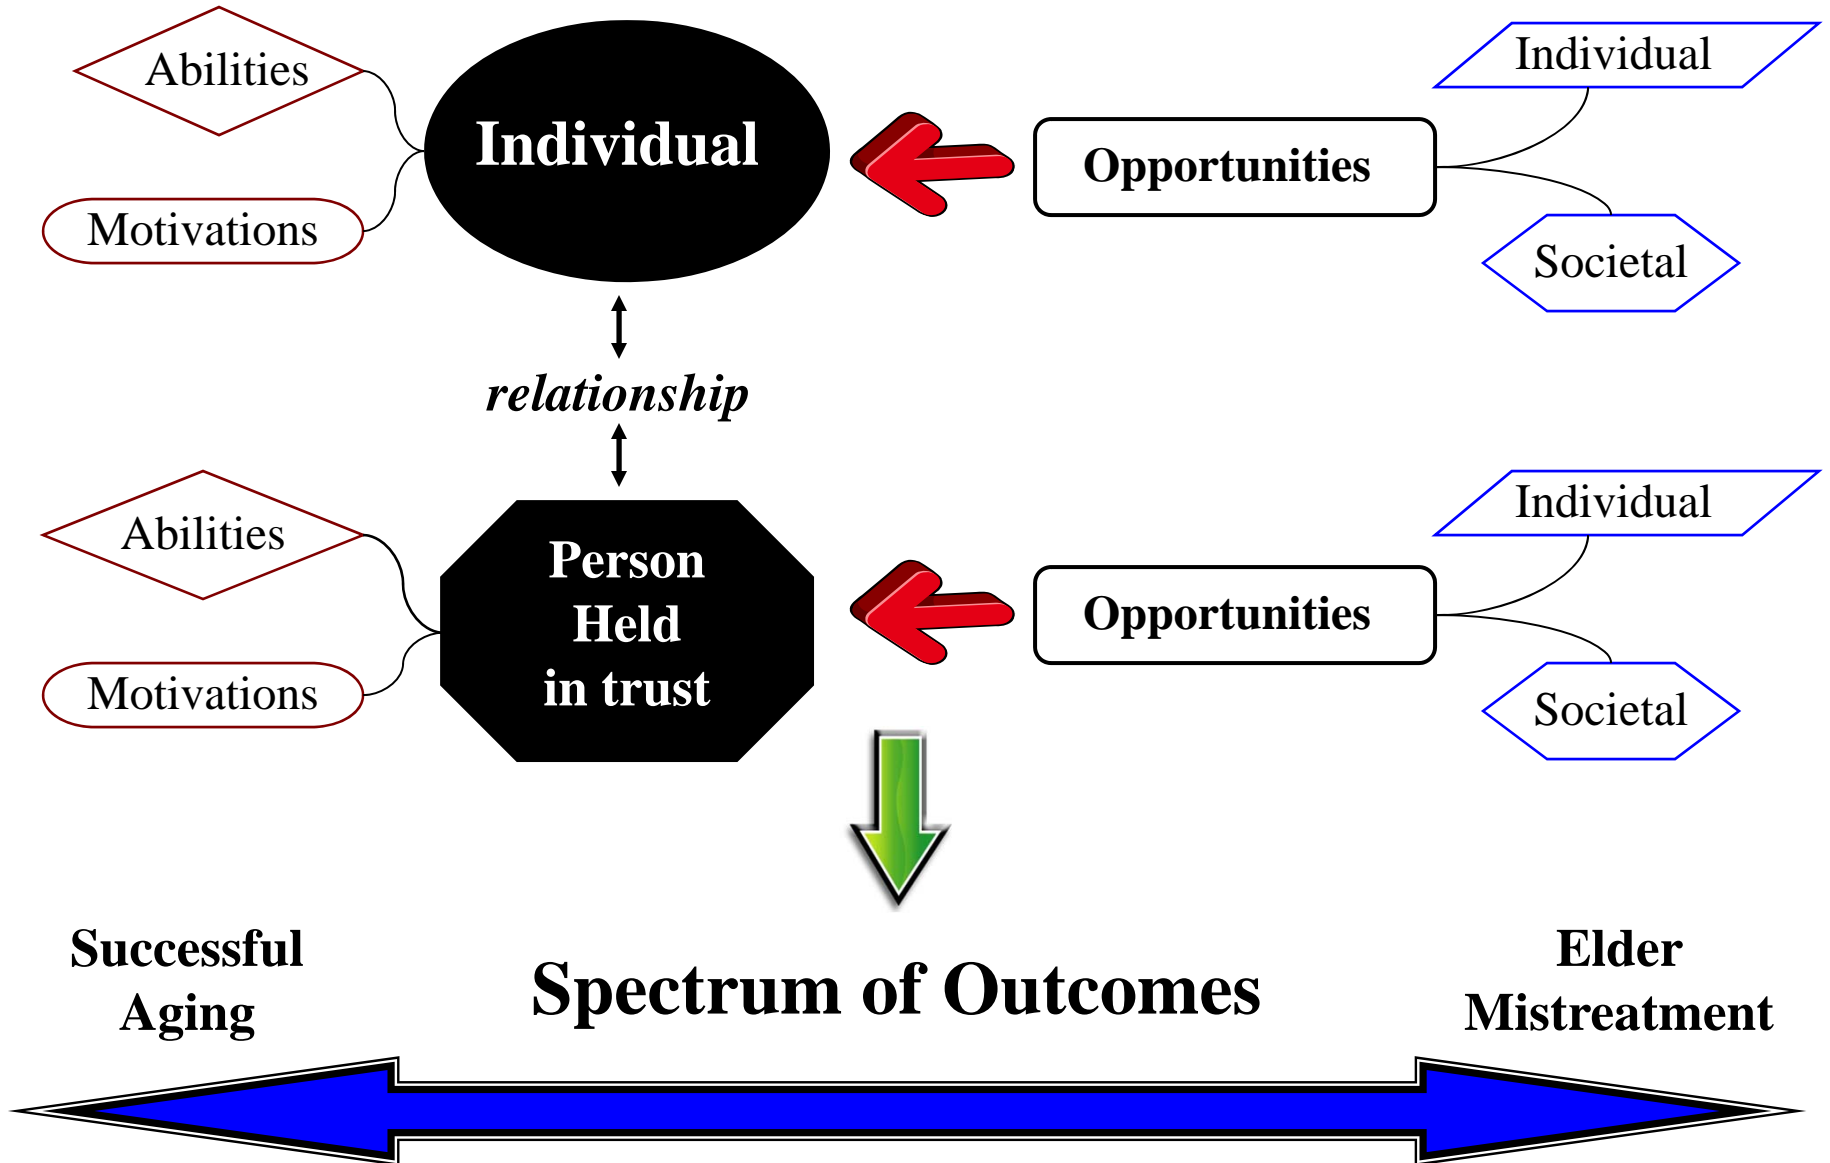 Abilities
Individual
Individual
Opportunities
Motivations
Societal
relationship
Abilities
Person
Held
in trust
Individual
Opportunities
Motivations
Societal
Successful
Aging
Spectrum of Outcomes
Elder
Mistreatment